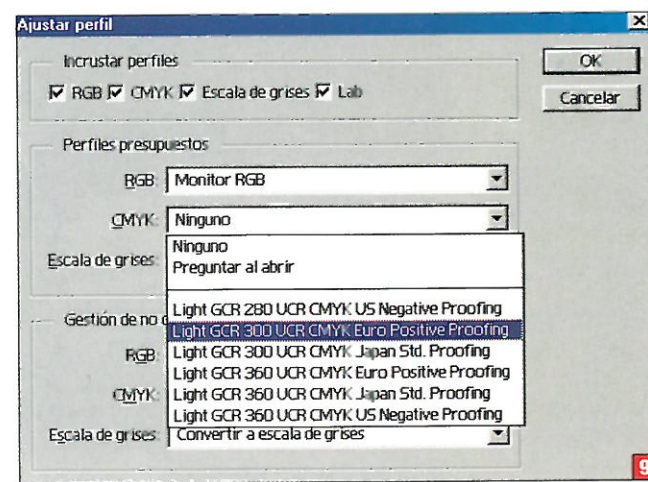 Ajustar perfil
Incrustar perfiles
RGB CMYK Escala de grises Lab
OK
Cancelar
Perfiles presupuestos
RGB: Monitor RGB
CMYK: Ninguno
Escala de grises:
Ninguno
Preguntar al abrir
Light GCR 280 UCR CMYK US Negative Proofing
Light GCR 300 UCR CMYK Euro Positive Proofing
Light GCR 300 UCR CMYK Japan Std. Proofing
Light GCR 360 UCR CMYK Euro Positive Proofing
Light GCR 360 UCR CMYK Japan Std. Proofing
Light GCR 360 UCR CMYK US Negative Proofing
Gestión de no
RGB
CMYK:
Escala de grises: Convertir a escala de grises
9